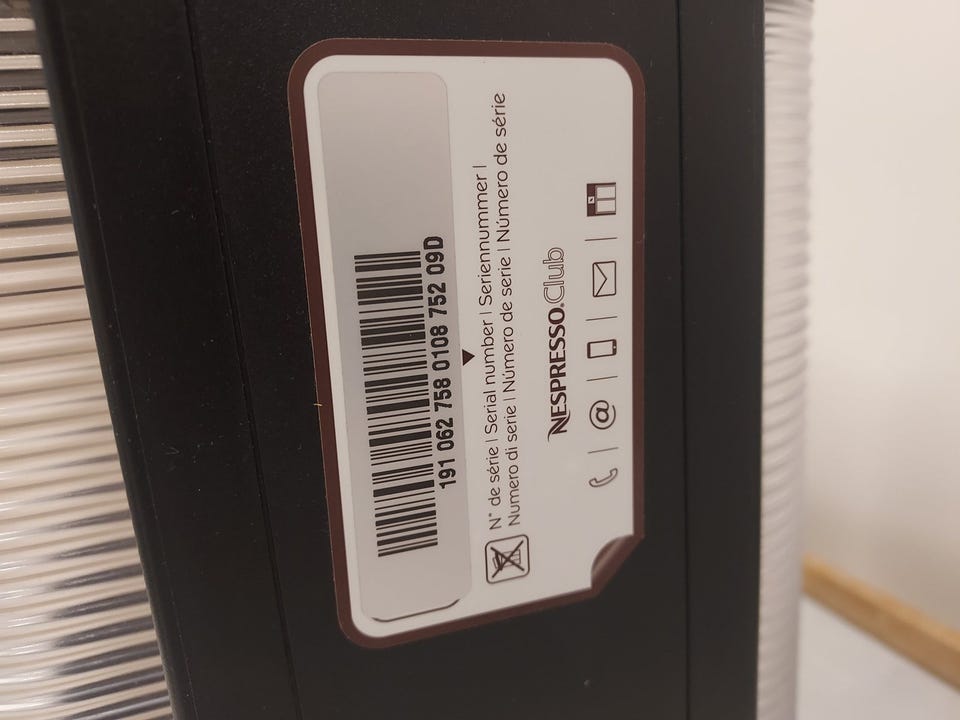 191 062 758 0108 752 09D
N° de série | Serial number | Seriennummer |
Numero di serie | Número de serie | Número de série
NESPRESSO.Club
@